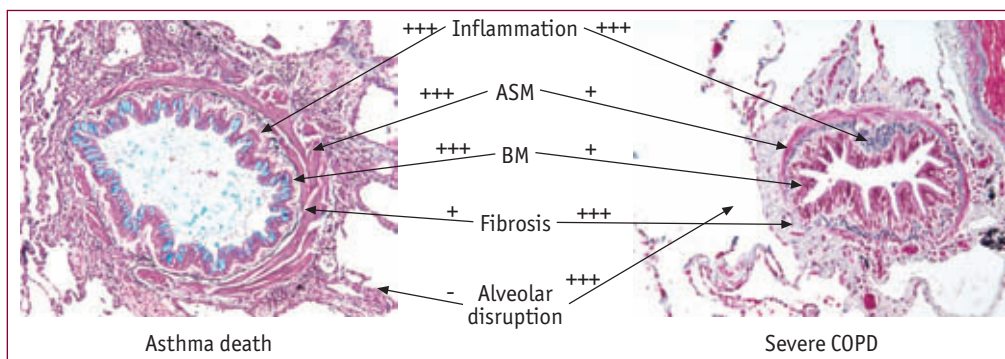 +++ Inflammation +++
+++ ASM +
+++ BM +
+ Fibrosis +++
- Alveolar +++
disruption
Asthma death Severe COPD